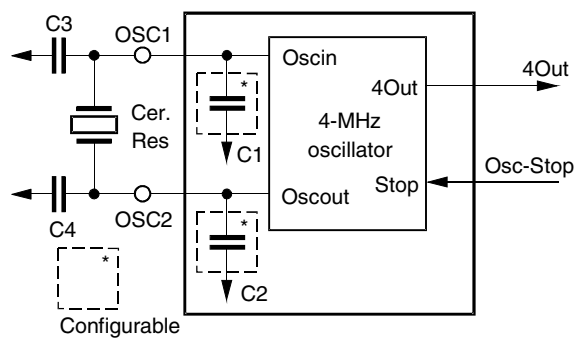 C3
OSC1
Oscin
*
4Out
4Out
Cer.
Res
4-MHz
oscillator
C1
Osc-Stop
Stop
Oscout
OSC2
C4
*
*
C2
Configurable